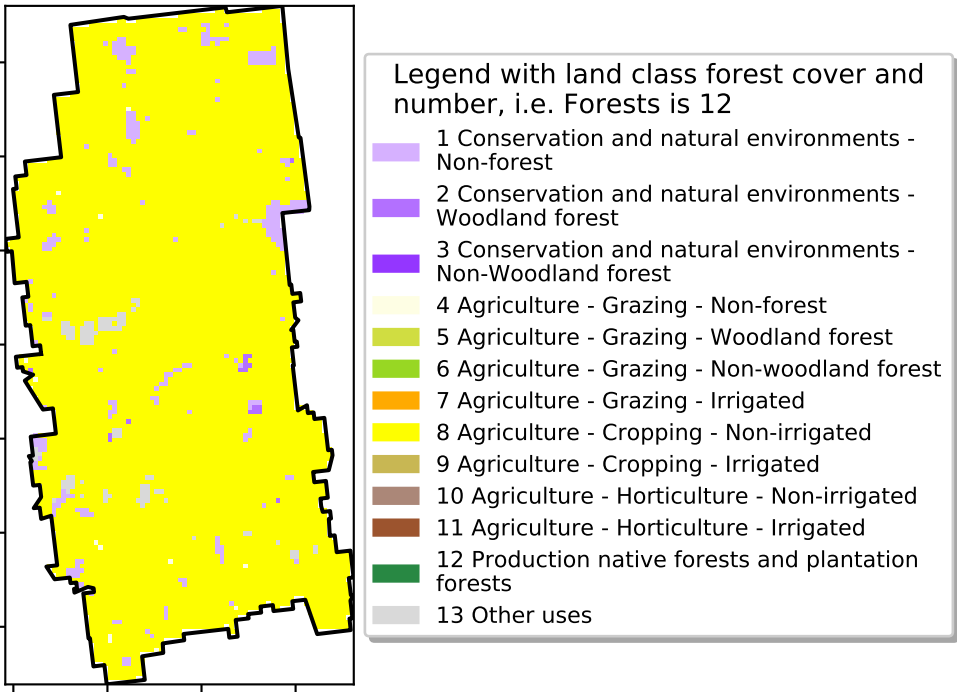 Legend with land class forest cover and
number, i.e. Forests is 12
1 Conservation and natural environments -
Non-forest
2 Conservation and natural environments -
Woodland forest
3 Conservation and natural environments -
Non-Woodland forest
4 Agriculture - Grazing - Non-forest
5 Agriculture - Grazing - Woodland forest
6 Agriculture - Grazing - Non-woodland forest
7 Agriculture - Grazing - Irrigated
8 Agriculture - Cropping - Non-irrigated
9 Agriculture - Cropping - Irrigated
10 Agriculture - Horticulture - Non-irrigated
11 Agriculture - Horticulture - Irrigated
12 Production native forests and plantation
forests
13 Other uses